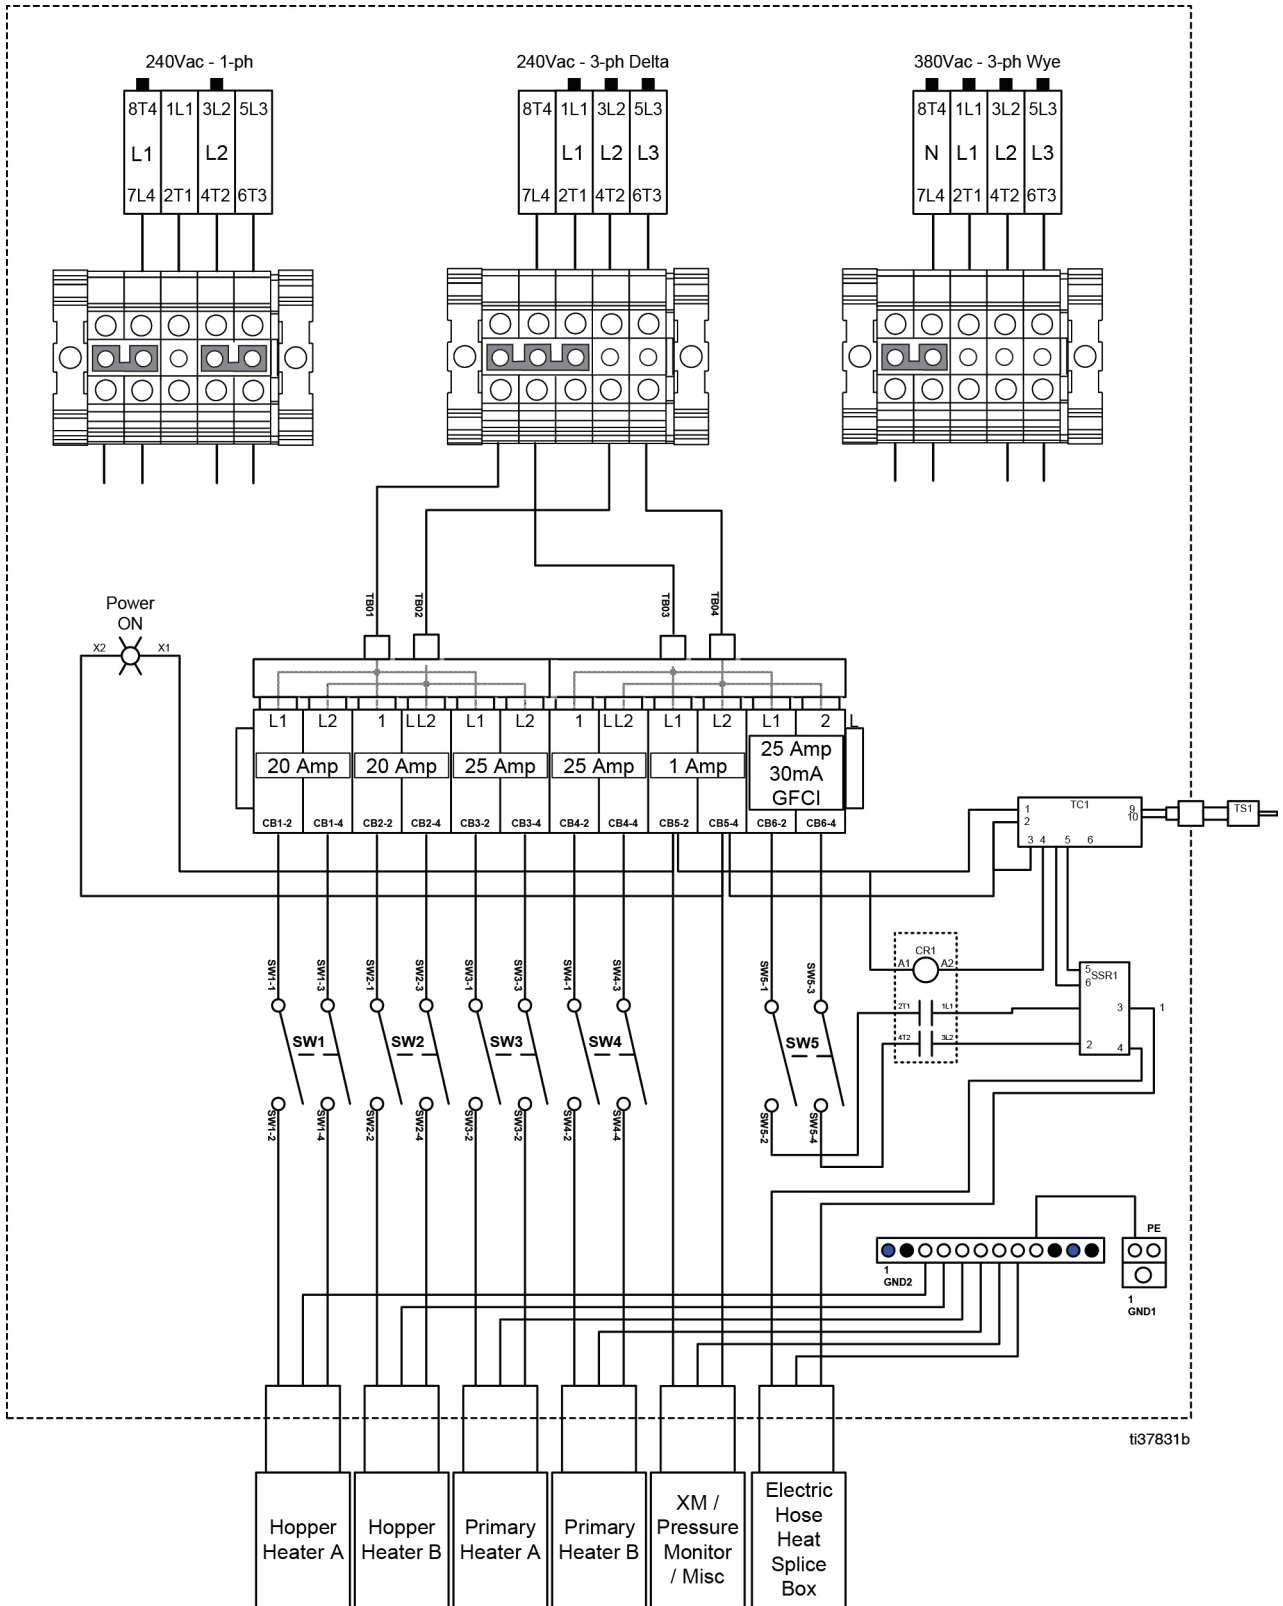 240Vac - 1-ph
240Vac - 3-ph Delta
380Vac - 3-ph Wye
8T4 1L1 3L2 5L3
L1 L2
7L4 2T1 4T2 6T3
8T4 1L1 3L2 5L3
L1 L2 L3
7L4 2T1 4T2 6T3
8T4 1L1 3L2 5L3
N L1 L2 L3
7L4 2T1 4T2 6T3
Power
ON
X2 X1
TB01
TB02
TB03
TB04
L1 L2 1 LL2 L1 L2 1 LL2 L1 L2 L1 2 L
20 Amp
20 Amp
25 Amp
25 Amp
1 Amp
25 Amp
30mA
GFCI
CB1-2 CB1-4 CB2-2 CB2-4 CB3-2 CB3-4 CB4-2 CB4-4 CB5-2 CB5-4 CB6-2 CB6-4
TC1
1
2
3 4 5 6
9
10
TS1
CR1
A1 A2
2T1 1L1
4T2 3L2
SSR1
5
6
3
2
4
1
SW1-1
SW1-3
SW2-1
SW2-3
SW3-1
SW3-3
SW4-1
SW4-3
SW5-1
SW5-3
SW1
SW2
SW3
SW4
SW5
SW1-2
SW1-4
SW2-2
SW2-4
SW3-2
SW3-2
SW4-2
SW4-4
SW5-2
SW5-4
1
GND2
PE
1
GND1
ti37831b
Hopper
Heater A
Hopper
Heater B
Primary
Heater A
Primary
Heater B
XM /
Pressure
Monitor
/ Misc
Electric
Hose
Heat
Splice
Box